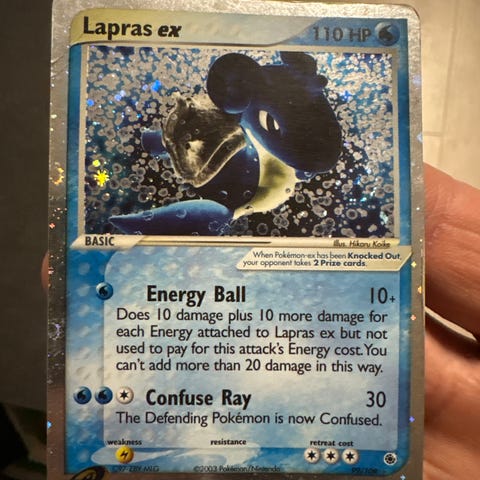 Lapras ex
110 HP
BASIC
Illus. Hikaru Koike
When Pokémon-ex has been Knocked Out,
your opponent takes 2 Prize cards.
Energy Ball 10+
Does 10 damage plus 10 more damage for
each Energy attached to Lapras ex but not
used to pay for this attack's Energy cost. You
can't add more than 20 damage in this way.
Confuse Ray 30
The Defending Pokémon is now Confused.
weakness resistance retreat cost
©2003 Pokémon/Nintendo
99/109